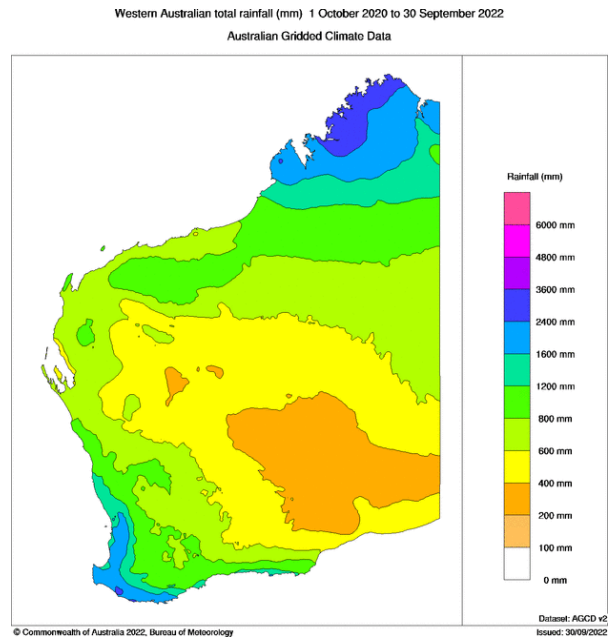 Western Australian total rainfall (mm)  1 October 2020 to 30 September 2022
Australian Gridded Climate Data
Rainfall (mm)
6000 mm
4800 mm
3600 mm
2400 mm
1600 mm
1200 mm
800 mm
600 mm
400 mm
200 mm
100 mm
0 mm
Dataset: AGCD v2
© Commonwealth of Australia 2022, Bureau of Meteorology
Issued: 30/09/2022